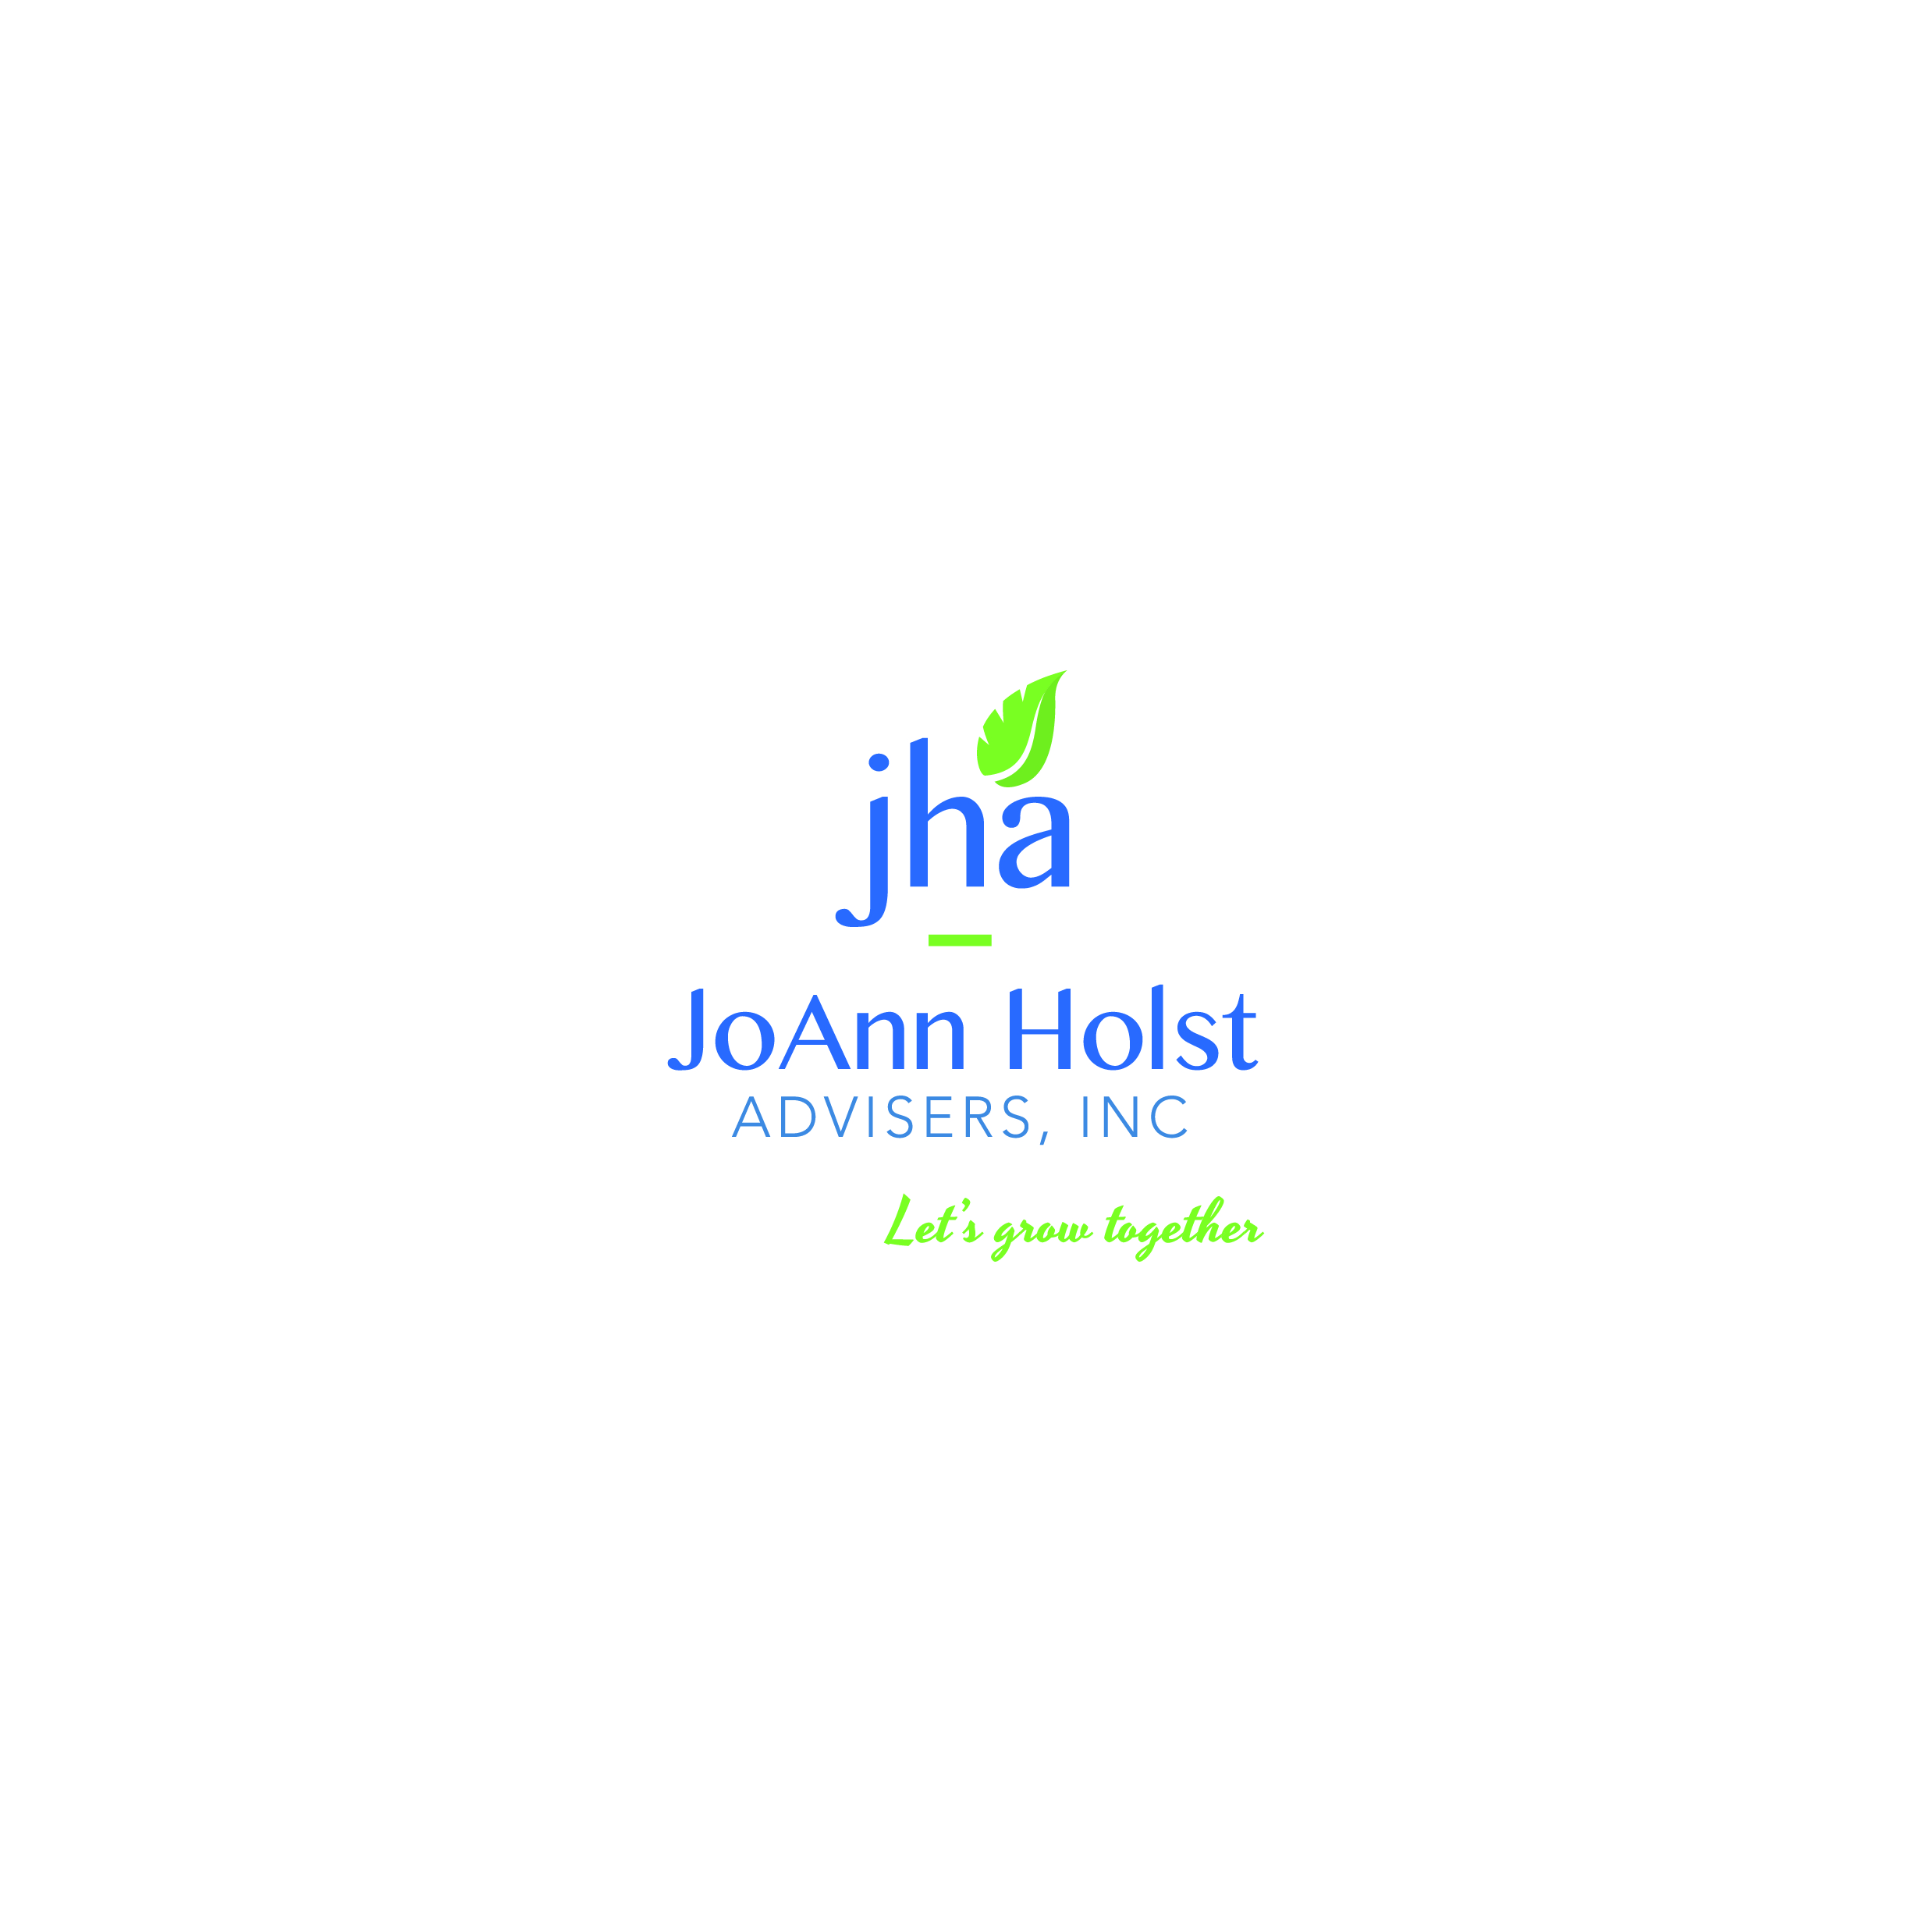 jha
JoAnn Holst
ADVISERS, INC
Let's grow together